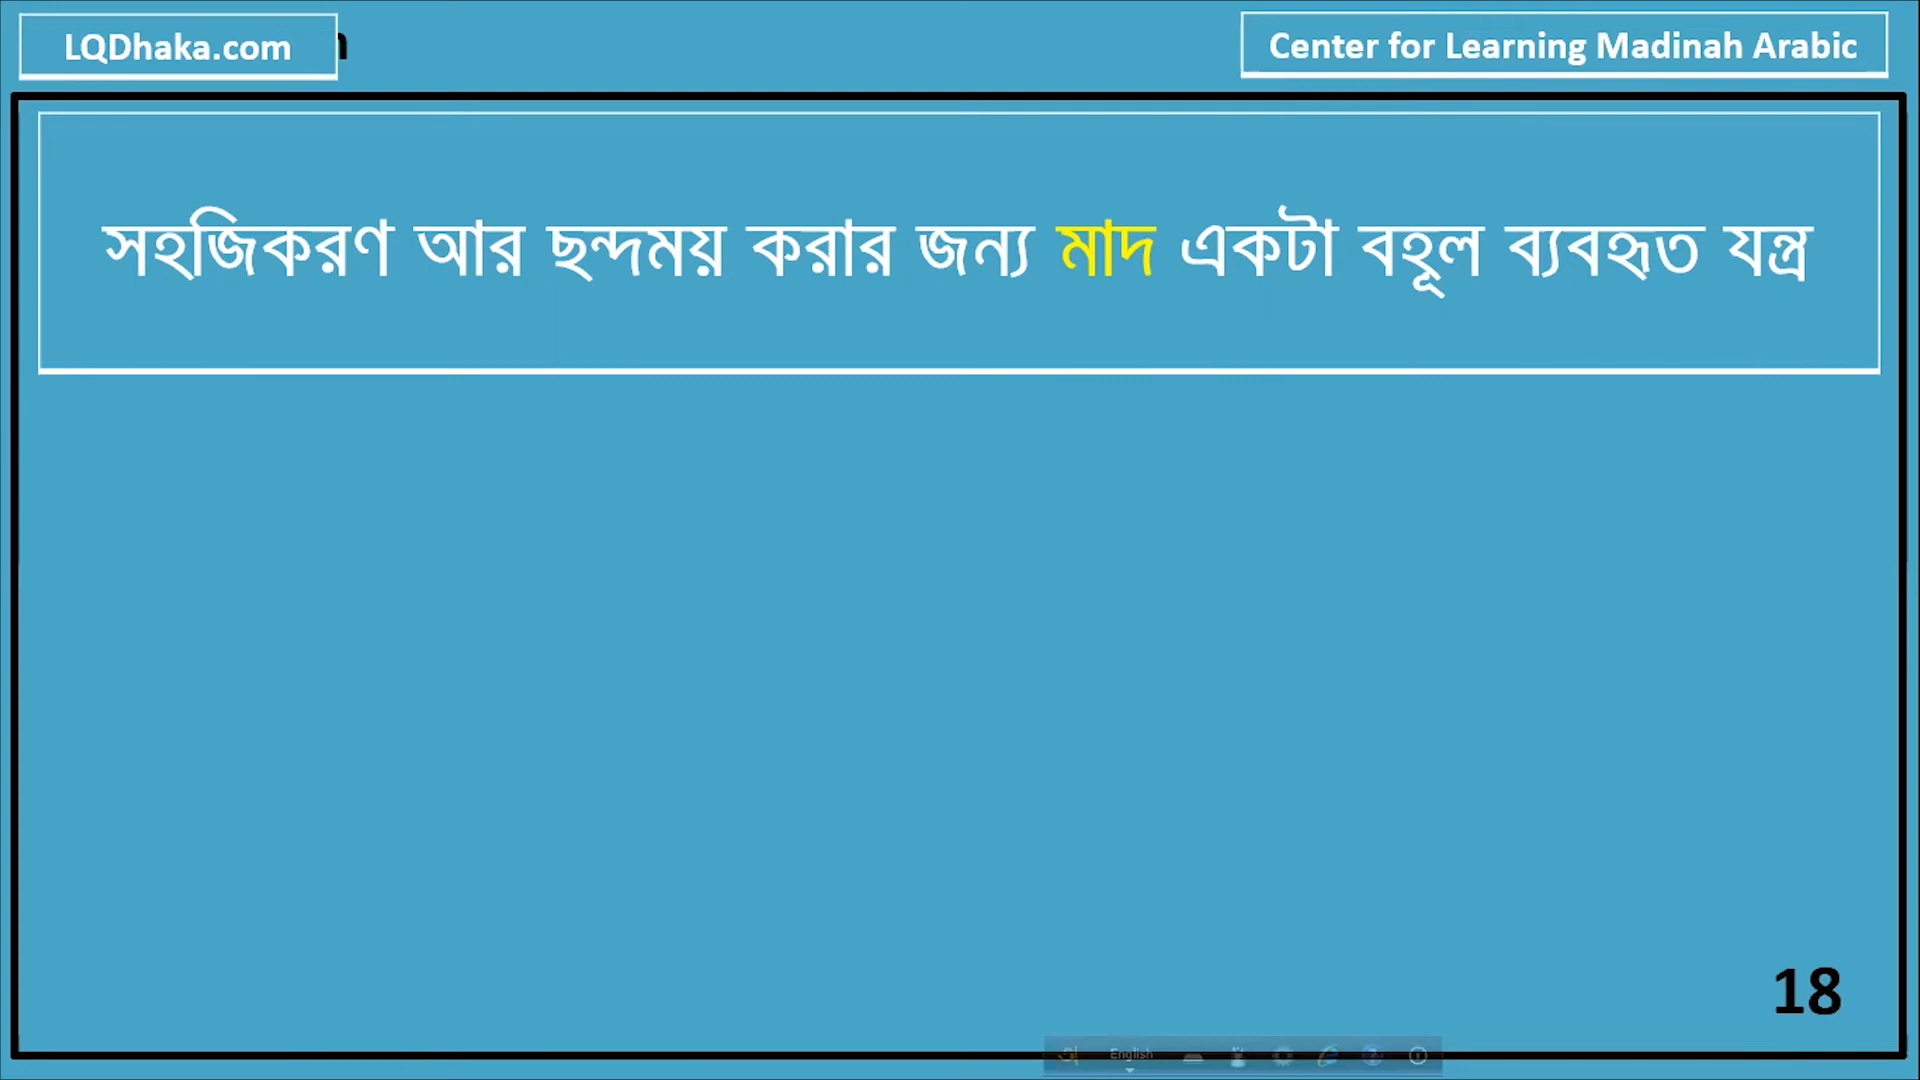 LQDhaka.com
Center for Learning Madinah Arabic
সহজিকরণ আর ছন্দময় করার জন্য মাদ একটা বহূল ব্যবহৃত যন্ত্র
18
English